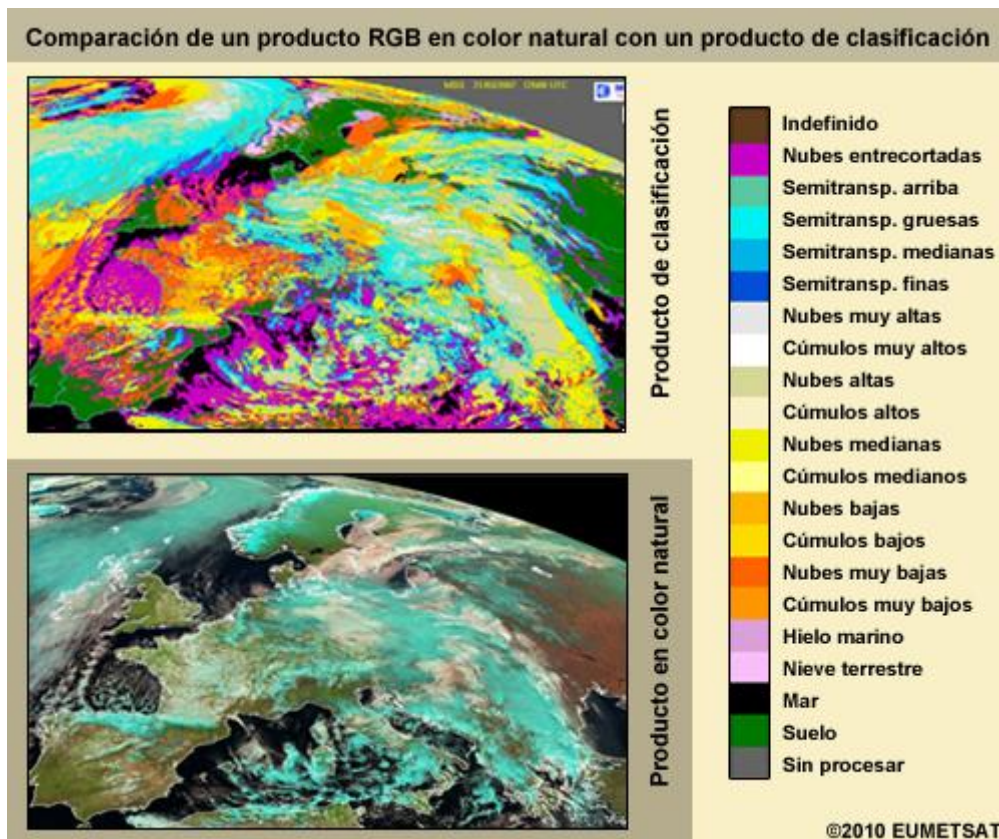 Comparación de un producto RGB en color natural con un producto de clasificación
Producto de clasificación
Producto en color natural
Indefinido
Nubes entrecortadas
Semitransp. arriba
Semitransp. gruesas
Semitransp. medianas
Semitransp. finas
Nubes muy altas
Cúmulos muy altos
Nubes altas
Cúmulos altos
Nubes medianas
Cúmulos medianos
Nubes bajas
Cúmulos bajos
Nubes muy bajas
Cúmulos muy bajos
Hielo marino
Nieve terrestre
Mar
Suelo
Sin procesar
©2010 EUMETSAT